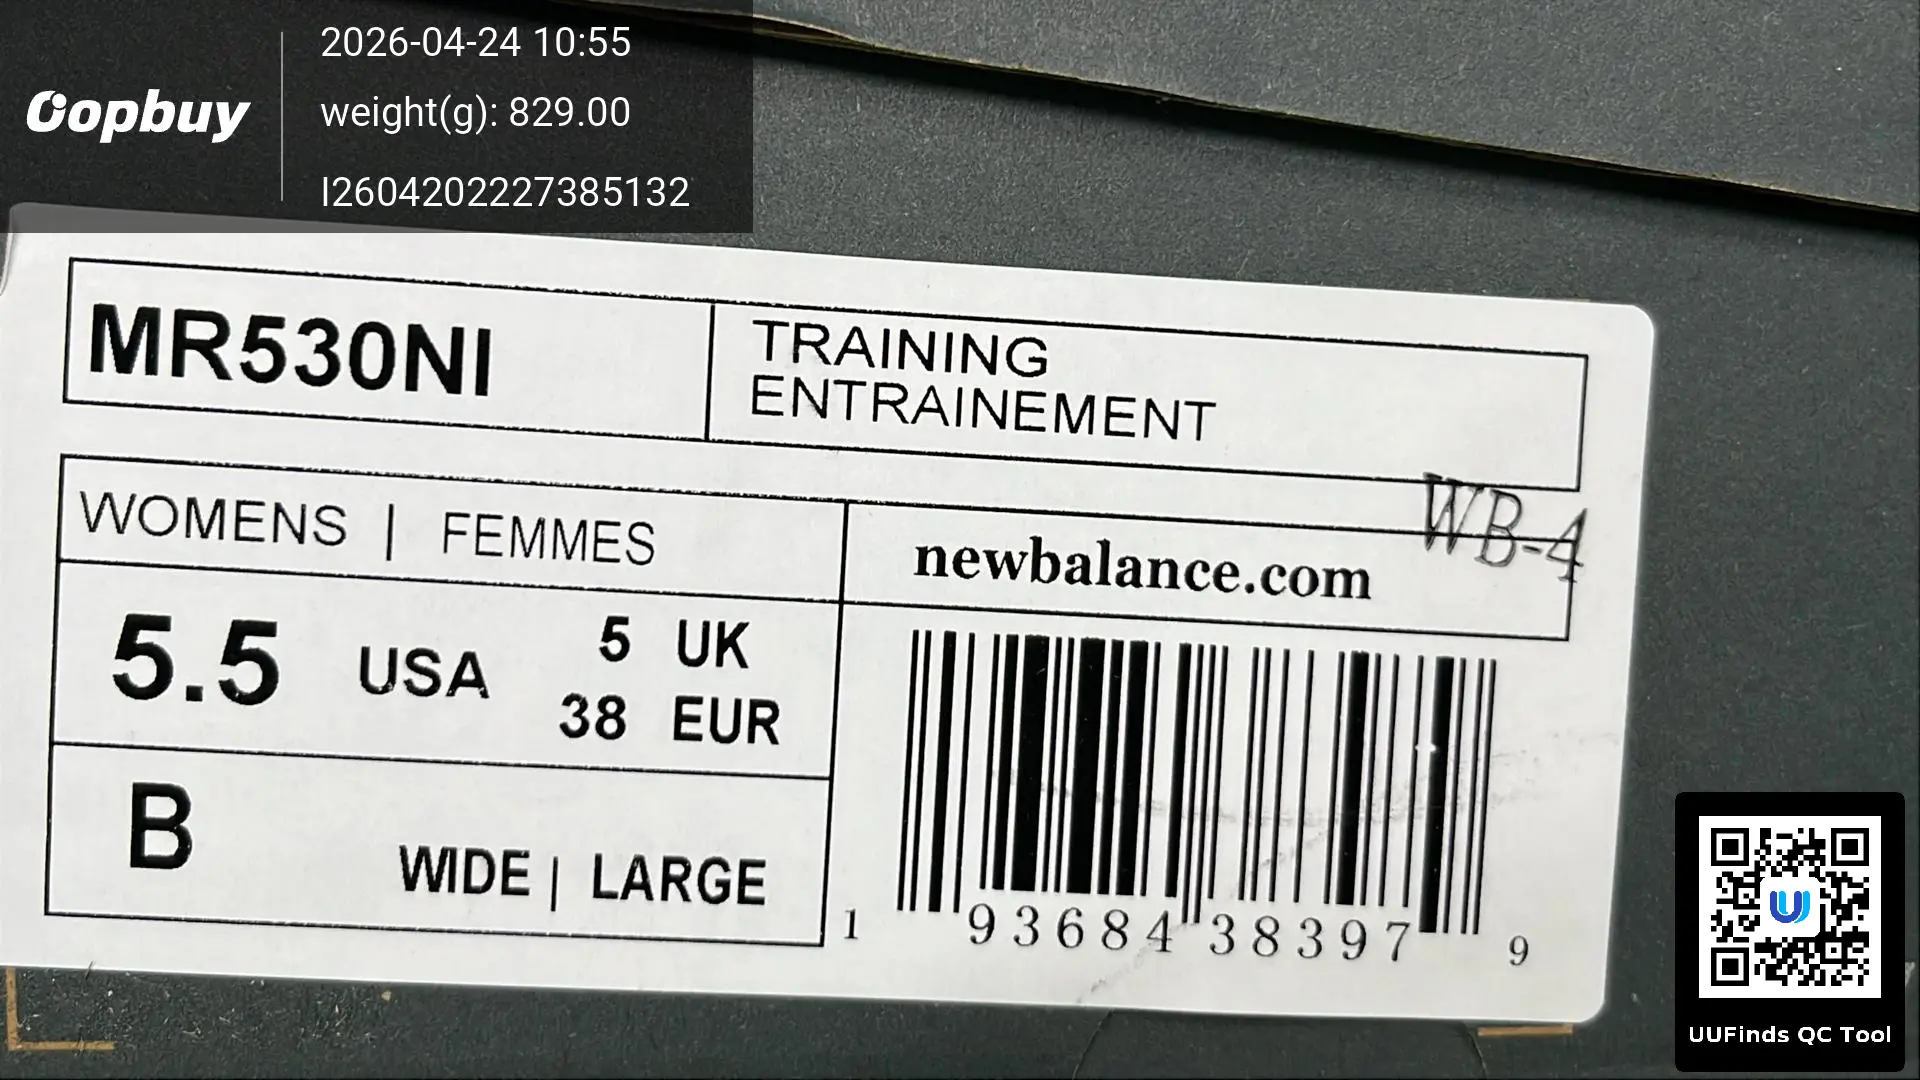 Oopbuy
2026-04-24 10:55
weight(g): 829.00
I2604202227385132
MR530NI
TRAINING
ENTRAINEMENT
WB-4
WOMENS | FEMMES
newbalance.com
5.5 USA
5 UK
38 EUR
B
WIDE | LARGE
1 93684 38397 9
UUFinds QC Tool